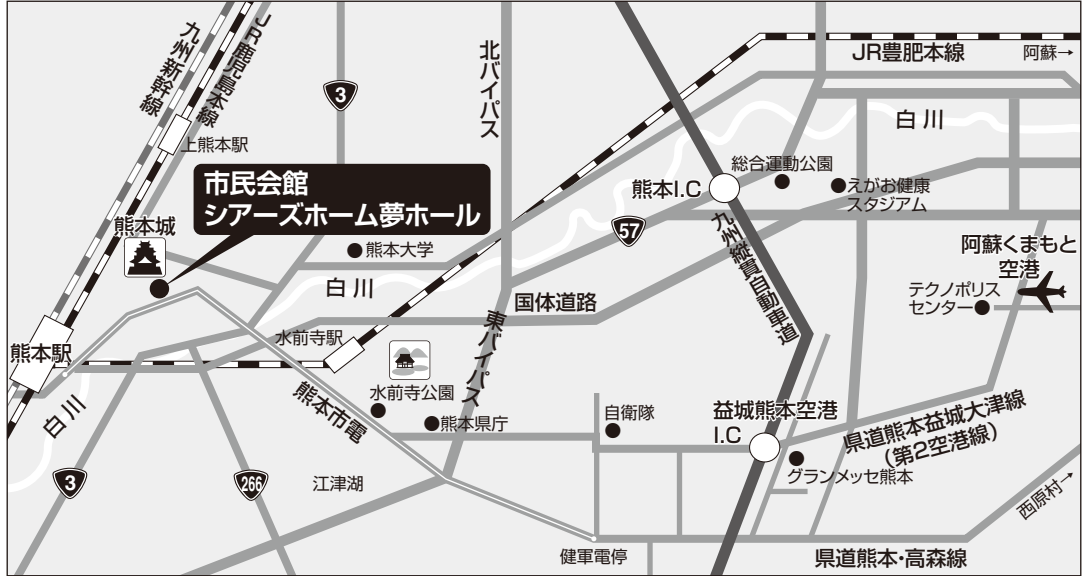 九州新幹線
JR鹿児島本線
3
北バイパス
JR豊肥本線
阿蘇→
上熊本駅
白川
総合運動公園
熊本I.C
えがお健康
スタジアム
市民会館
シアーズホーム夢ホール
熊本城
57
九州縦貫自動車道
熊本大学
阿蘇くまもと
空港
白川
国体道路
テクノポリス
センター
水前寺駅
東バイパス
熊本駅
水前寺公園
熊本市電
熊本県庁
自衛隊
益城熊本空港
I.C
県道熊本益城大津線
(第2空港線)
白川
グランメッセ熊本
3
266
江津湖
西原村→
健軍電停
県道熊本・高森線